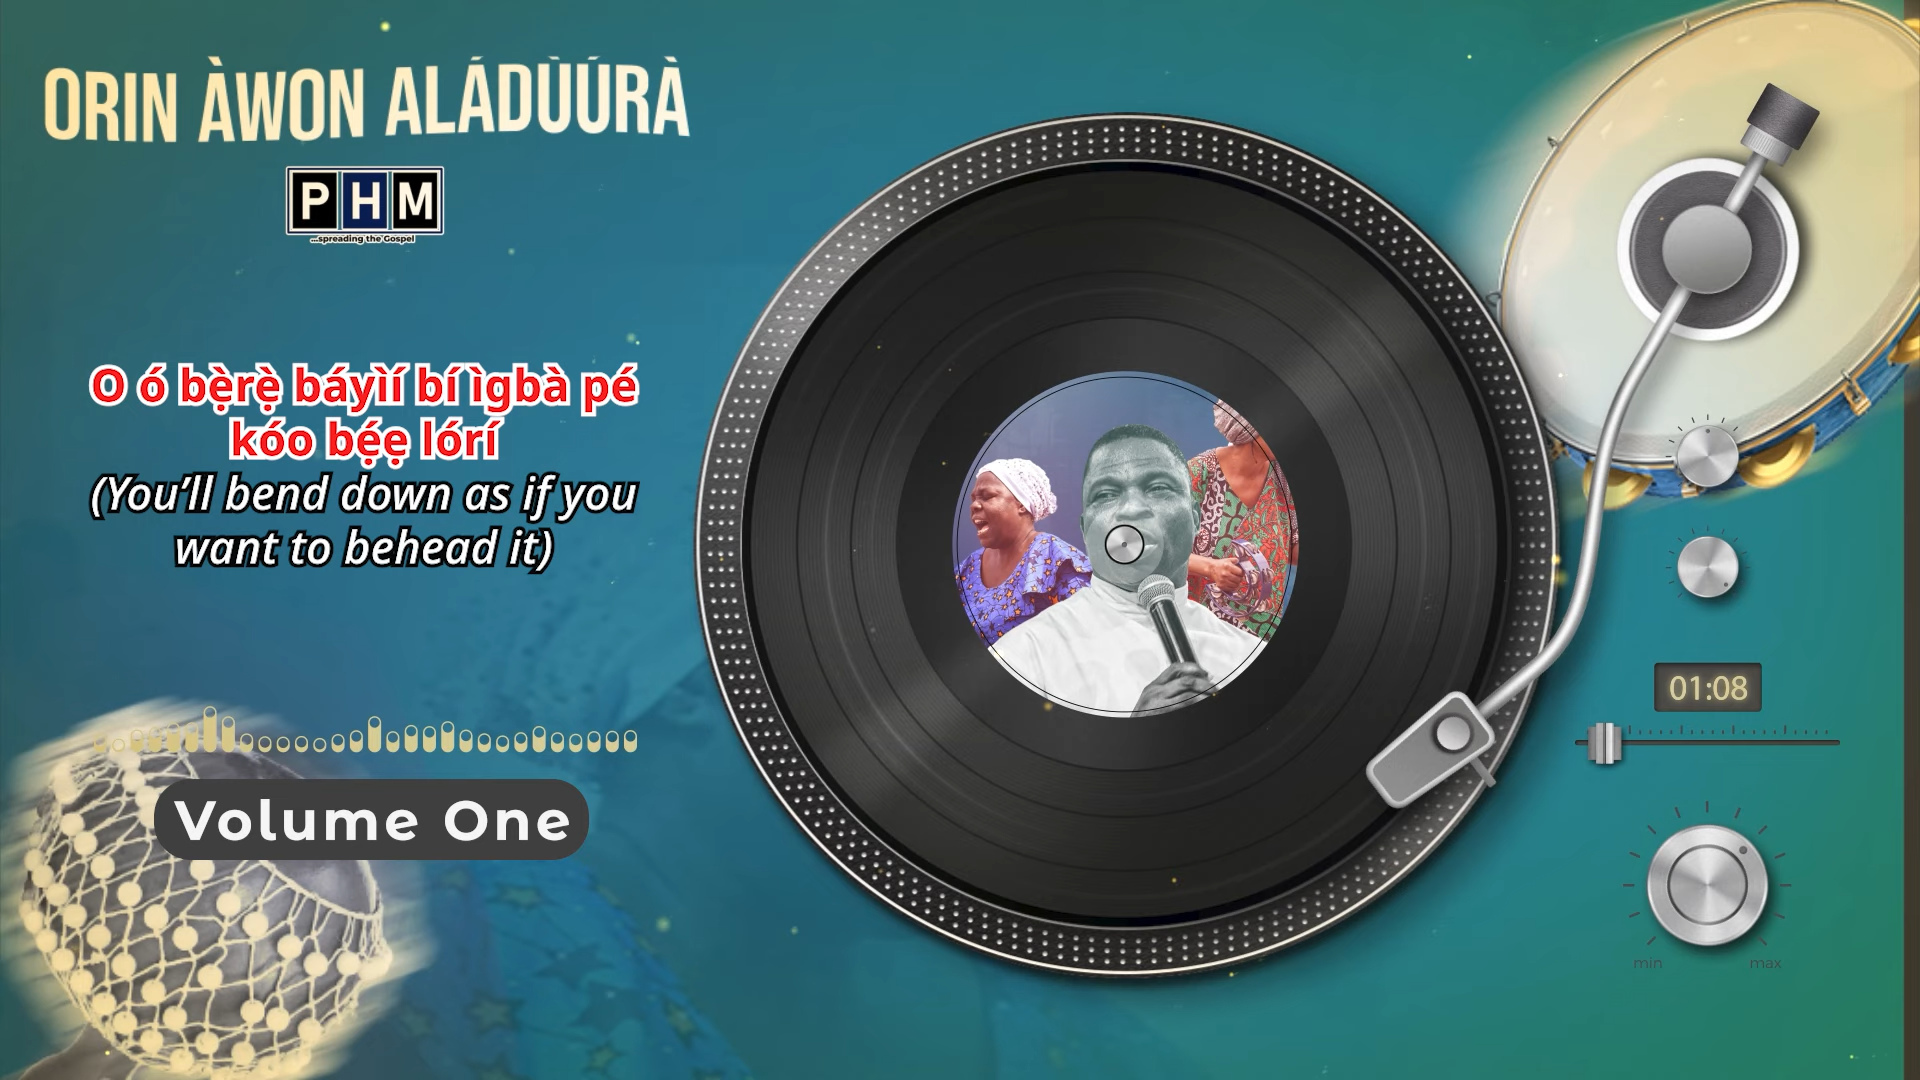 ORIN ÀWON ALÁDÙÚRÀ
PHM
...spreading the Gospel
O ó bẹ̀rẹ̀ báyìí bí ìgbà pé
kóo bẹ́ẹ lórí
(You’ll bend down as if you
want to behead it)
Volume One
01:08
min max